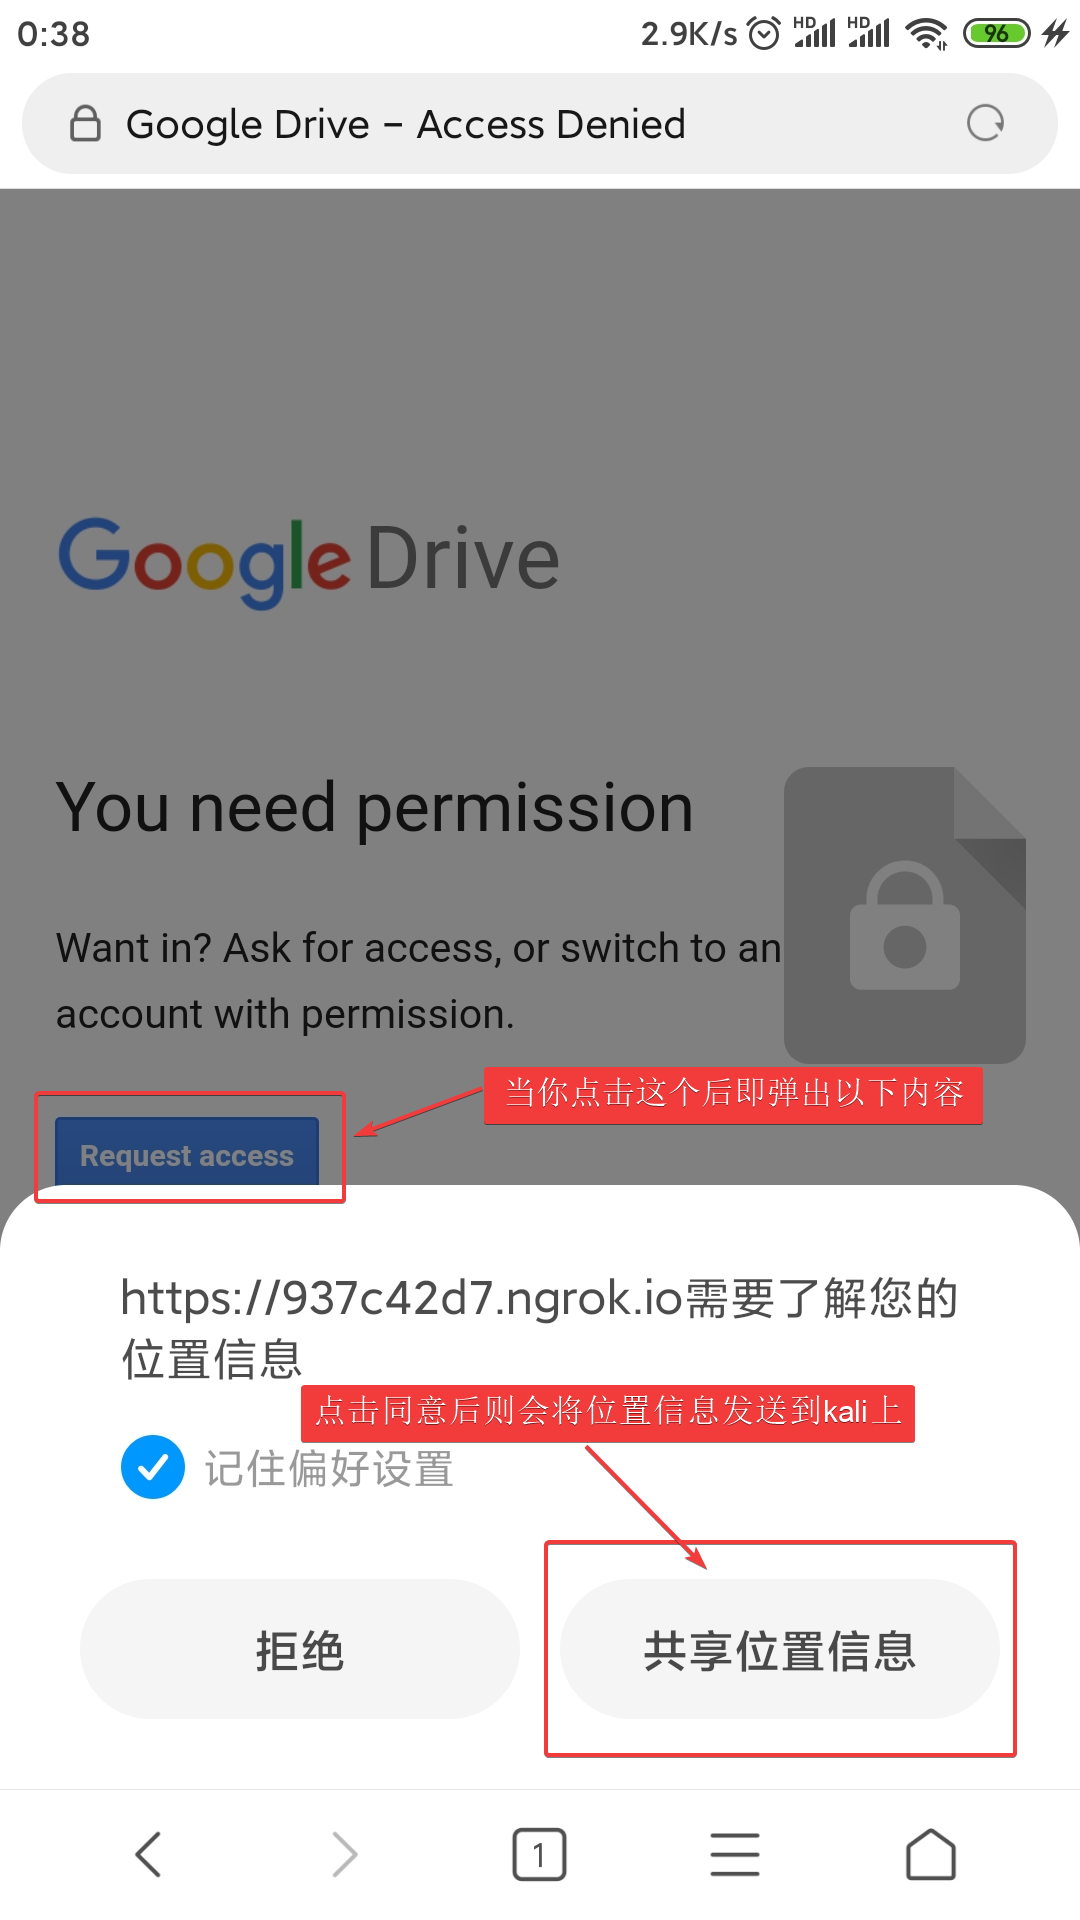 0:38
2.9K/s
HD
HD
96
Google Drive – Access Denied
Google Drive
You need permission
Want in? Ask for access, or switch to an
account with permission.
当你点击这个后即弹出以下内容
Request access
https://937c42d7.ngrok.io需要了解您的
位置信息
点击同意后则会将位置信息发送到kali上
记住偏好设置
拒绝
共享位置信息
1